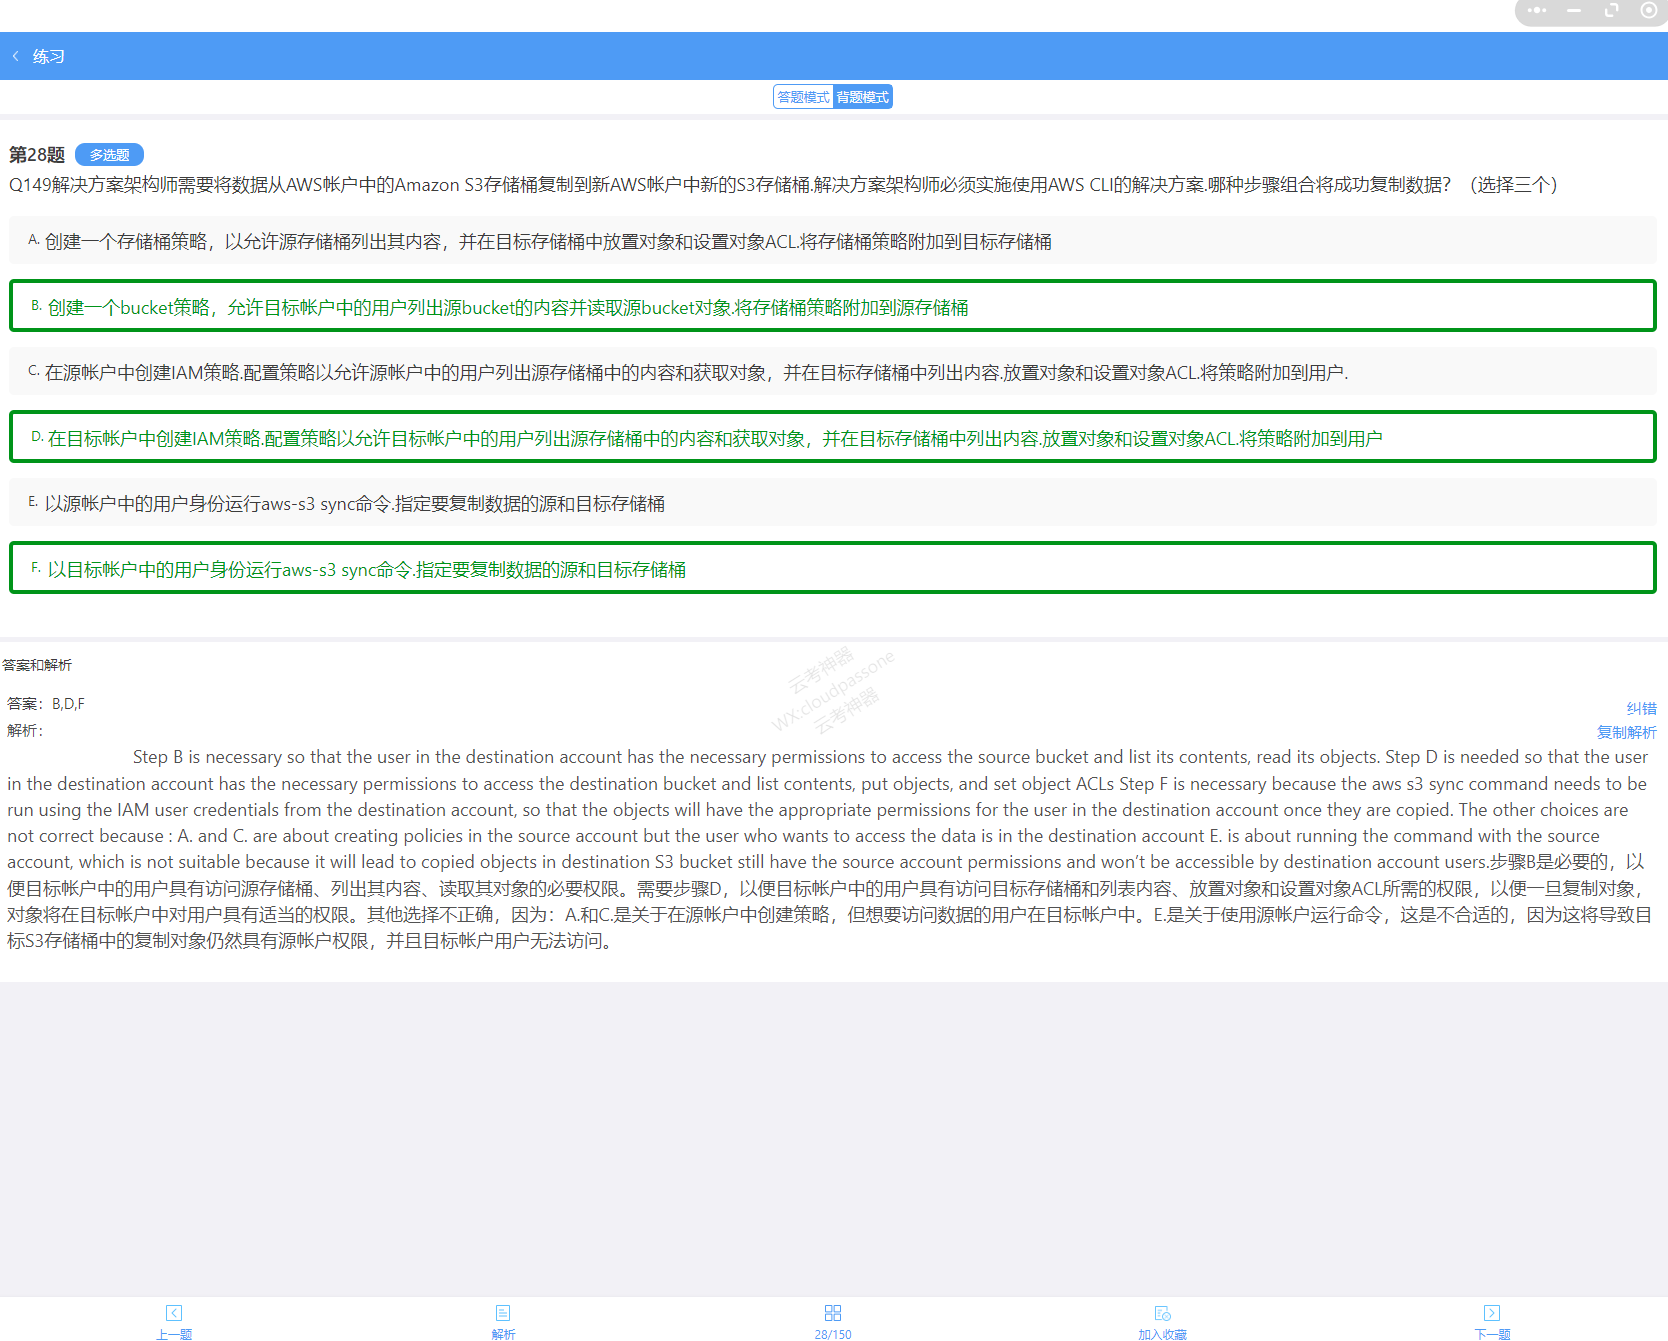 练习
答题模式 背题模式
第28题 多选题
Q149解决方案架构师需要将数据从AWS帐户中的Amazon S3存储桶复制到新AWS帐户中新的S3存储桶.解决方案架构师必须实施使用AWS CLI的解决方案.哪种步骤组合将成功复制数据？（选择三个）
A. 创建一个存储桶策略，以允许源存储桶列出其内容，并在目标存储桶中放置对象和设置对象ACL.将存储桶策略附加到目标存储桶
B. 创建一个bucket策略，允许目标帐户中的用户列出源bucket的内容并读取源bucket对象.将存储桶策略附加到源存储桶
C. 在源帐户中创建IAM策略.配置策略以允许源帐户中的用户列出源存储桶中的内容和获取对象，并在目标存储桶中列出内容.放置对象和设置对象ACL.将策略附加到用户.
D. 在目标帐户中创建IAM策略.配置策略以允许目标帐户中的用户列出源存储桶中的内容和获取对象，并在目标存储桶中列出内容.放置对象和设置对象ACL.将策略附加到用户
E. 以源帐户中的用户身份运行aws-s3 sync命令.指定要复制数据的源和目标存储桶
F. 以目标帐户中的用户身份运行aws-s3 sync命令.指定要复制数据的源和目标存储桶
答案和解析
云考神器
WX:cloudpassone
云考神器
答案：B,D,F
纠错
解析：
复制解析
Step B is necessary so that the user in the destination account has the necessary permissions to access the source bucket and list its contents, read its objects. Step D is needed so that the user
in the destination account has the necessary permissions to access the destination bucket and list contents, put objects, and set object ACLs Step F is necessary because the aws s3 sync command needs to be
run using the IAM user credentials from the destination account, so that the objects will have the appropriate permissions for the user in the destination account once they are copied. The other choices are
not correct because : A. and C. are about creating policies in the source account but the user who wants to access the data is in the destination account E. is about running the command with the source
account, which is not suitable because it will lead to copied objects in destination S3 bucket still have the source account permissions and won’t be accessible by destination account users.步骤B是必要的，以
便目标帐户中的用户具有访问源存储桶、列出其内容、读取其对象的必要权限。需要步骤D，以便目标帐户中的用户具有访问目标存储桶和列表内容、放置对象和设置对象ACL所需的权限，以便一旦复制对象，
对象将在目标帐户中对用户具有适当的权限。其他选择不正确，因为：A.和C.是关于在源帐户中创建策略，但想要访问数据的用户在目标帐户中。E.是关于使用源帐户运行命令，这是不合适的，因为这将导致目
标S3存储桶中的复制对象仍然具有源帐户权限，并且目标帐户用户无法访问。
上一题 解析 28/150 加入收藏 下一题